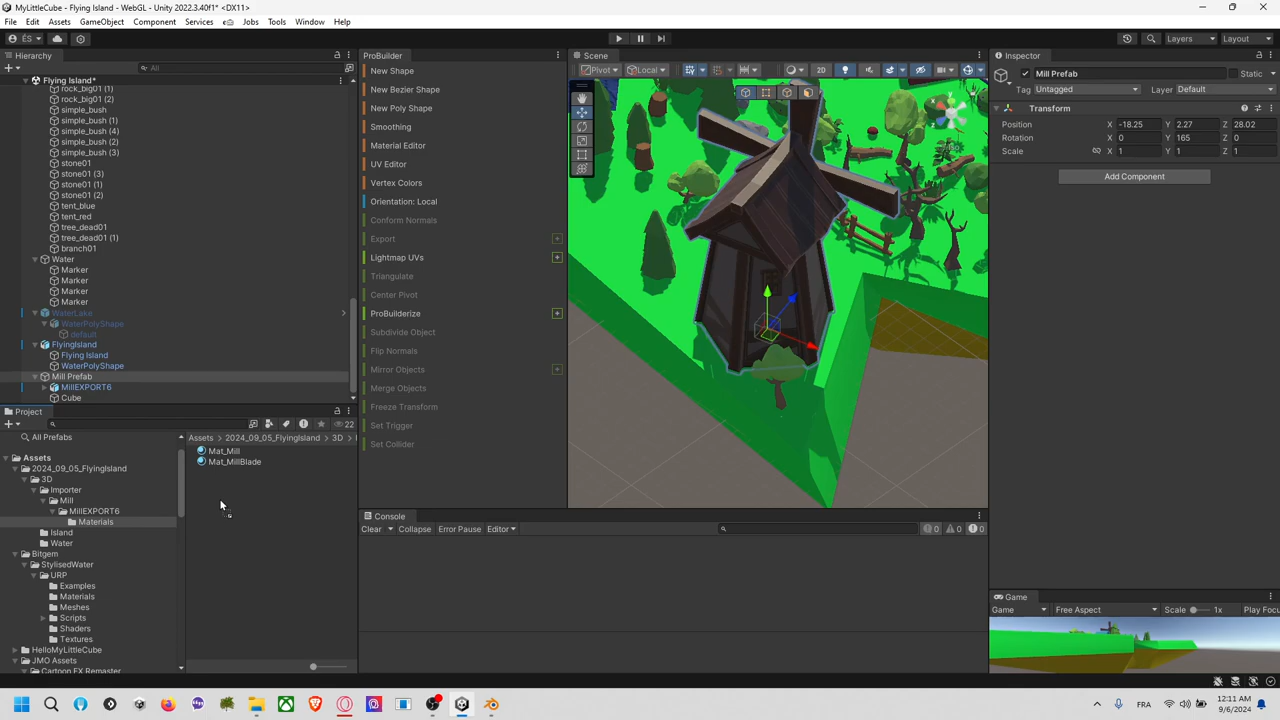 MyLittleCube - Flying Island - WebGL - Unity 2022.3.40f1* <DX11>
File Edit Assets GameObject Component Services Jobs Tools Window Help
ÉS
Layers Layout
Hierarchy
All
Flying Island*
rock_big01 (1)
rock_big01 (2)
simple_bush
simple_bush (1)
simple_bush (4)
simple_bush (2)
simple_bush (3)
stone01
stone01 (3)
stone01 (1)
stone01 (2)
tent_blue
tent_red
tree_dead01
tree_dead01 (1)
branch01
Water
Marker
Marker
Marker
Marker
WaterLake
WaterPolyShape
default
FlyingIsland
Flying Island
WaterPolyShape
Mill Prefab
MillEXPORT6
Cube
ProBuilder
New Shape
New Bezier Shape
New Poly Shape
Smoothing
Material Editor
UV Editor
Vertex Colors
Orientation: Local
Conform Normals
Export
Lightmap UVs
Triangulate
Center Pivot
ProBuilderize
Subdivide Object
Flip Normals
Mirror Objects
Merge Objects
Freeze Transform
Set Trigger
Set Collider
Scene
Pivot Local
2D
Inspector
Mill Prefab
Static
Tag Untagged Layer Default
Transform
Position X -18.25 Y 2.27 Z 28.02
Rotation X 0 Y 165 Z 0
Scale X 1 Y 1 Z 1
Add Component
Project
22
All Prefabs
Assets
2024_09_05_FlyingIsland
3D
Importer
Mill
MillEXPORT6
Materials
Island
Water
Bitgem
StylisedWater
URP
Examples
Materials
Meshes
Scripts
Shaders
Textures
HelloMyLittleCube
JMO Assets
Cartoon FX Remaster
Assets > 2024_09_05_FlyingIsland > 3D >
Mat_Mill
Mat_MillBlade
Console
Clear Collapse Error Pause Editor
0 0 0
Game
Game Free Aspect Scale 1x Play Focu
FRE
12:11 AM
9/6/2024